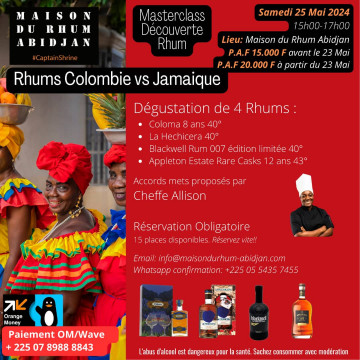 MAISON
DU RHUM
ABIDJAN
#CaptainShrine
Masterclass
Découverte
Rhum
Samedi 25 Mai 2024
15h00-17h00
Lieu: Maison du Rhum Abidjan
P.A.F 15.000 F avant le 23 Mai
P.A.F 20.000 F à partir du 23 Mai
Rhums Colombie vs Jamaique
Dégustation de 4 Rhums :
• Coloma 8 ans 40°
• La Hechicera 40°
• Blackwell Rum 007 édition limitée 40°
• Appleton Estate Rare Casks 12 ans 43°
Accords mets proposés par
Cheffe Allison
Réservation Obligatoire
15 places disponibles. Réservez vite!!
Email: info@maisondurhum-abidjan.com
Whatsapp confirmation: +225 05 5435 7455
Orange
Money
Paiement OM/Wave
+ 225 07 8988 8843
L'abus d'alcool est dangereux pour la santé. Sachez consommer avec modération